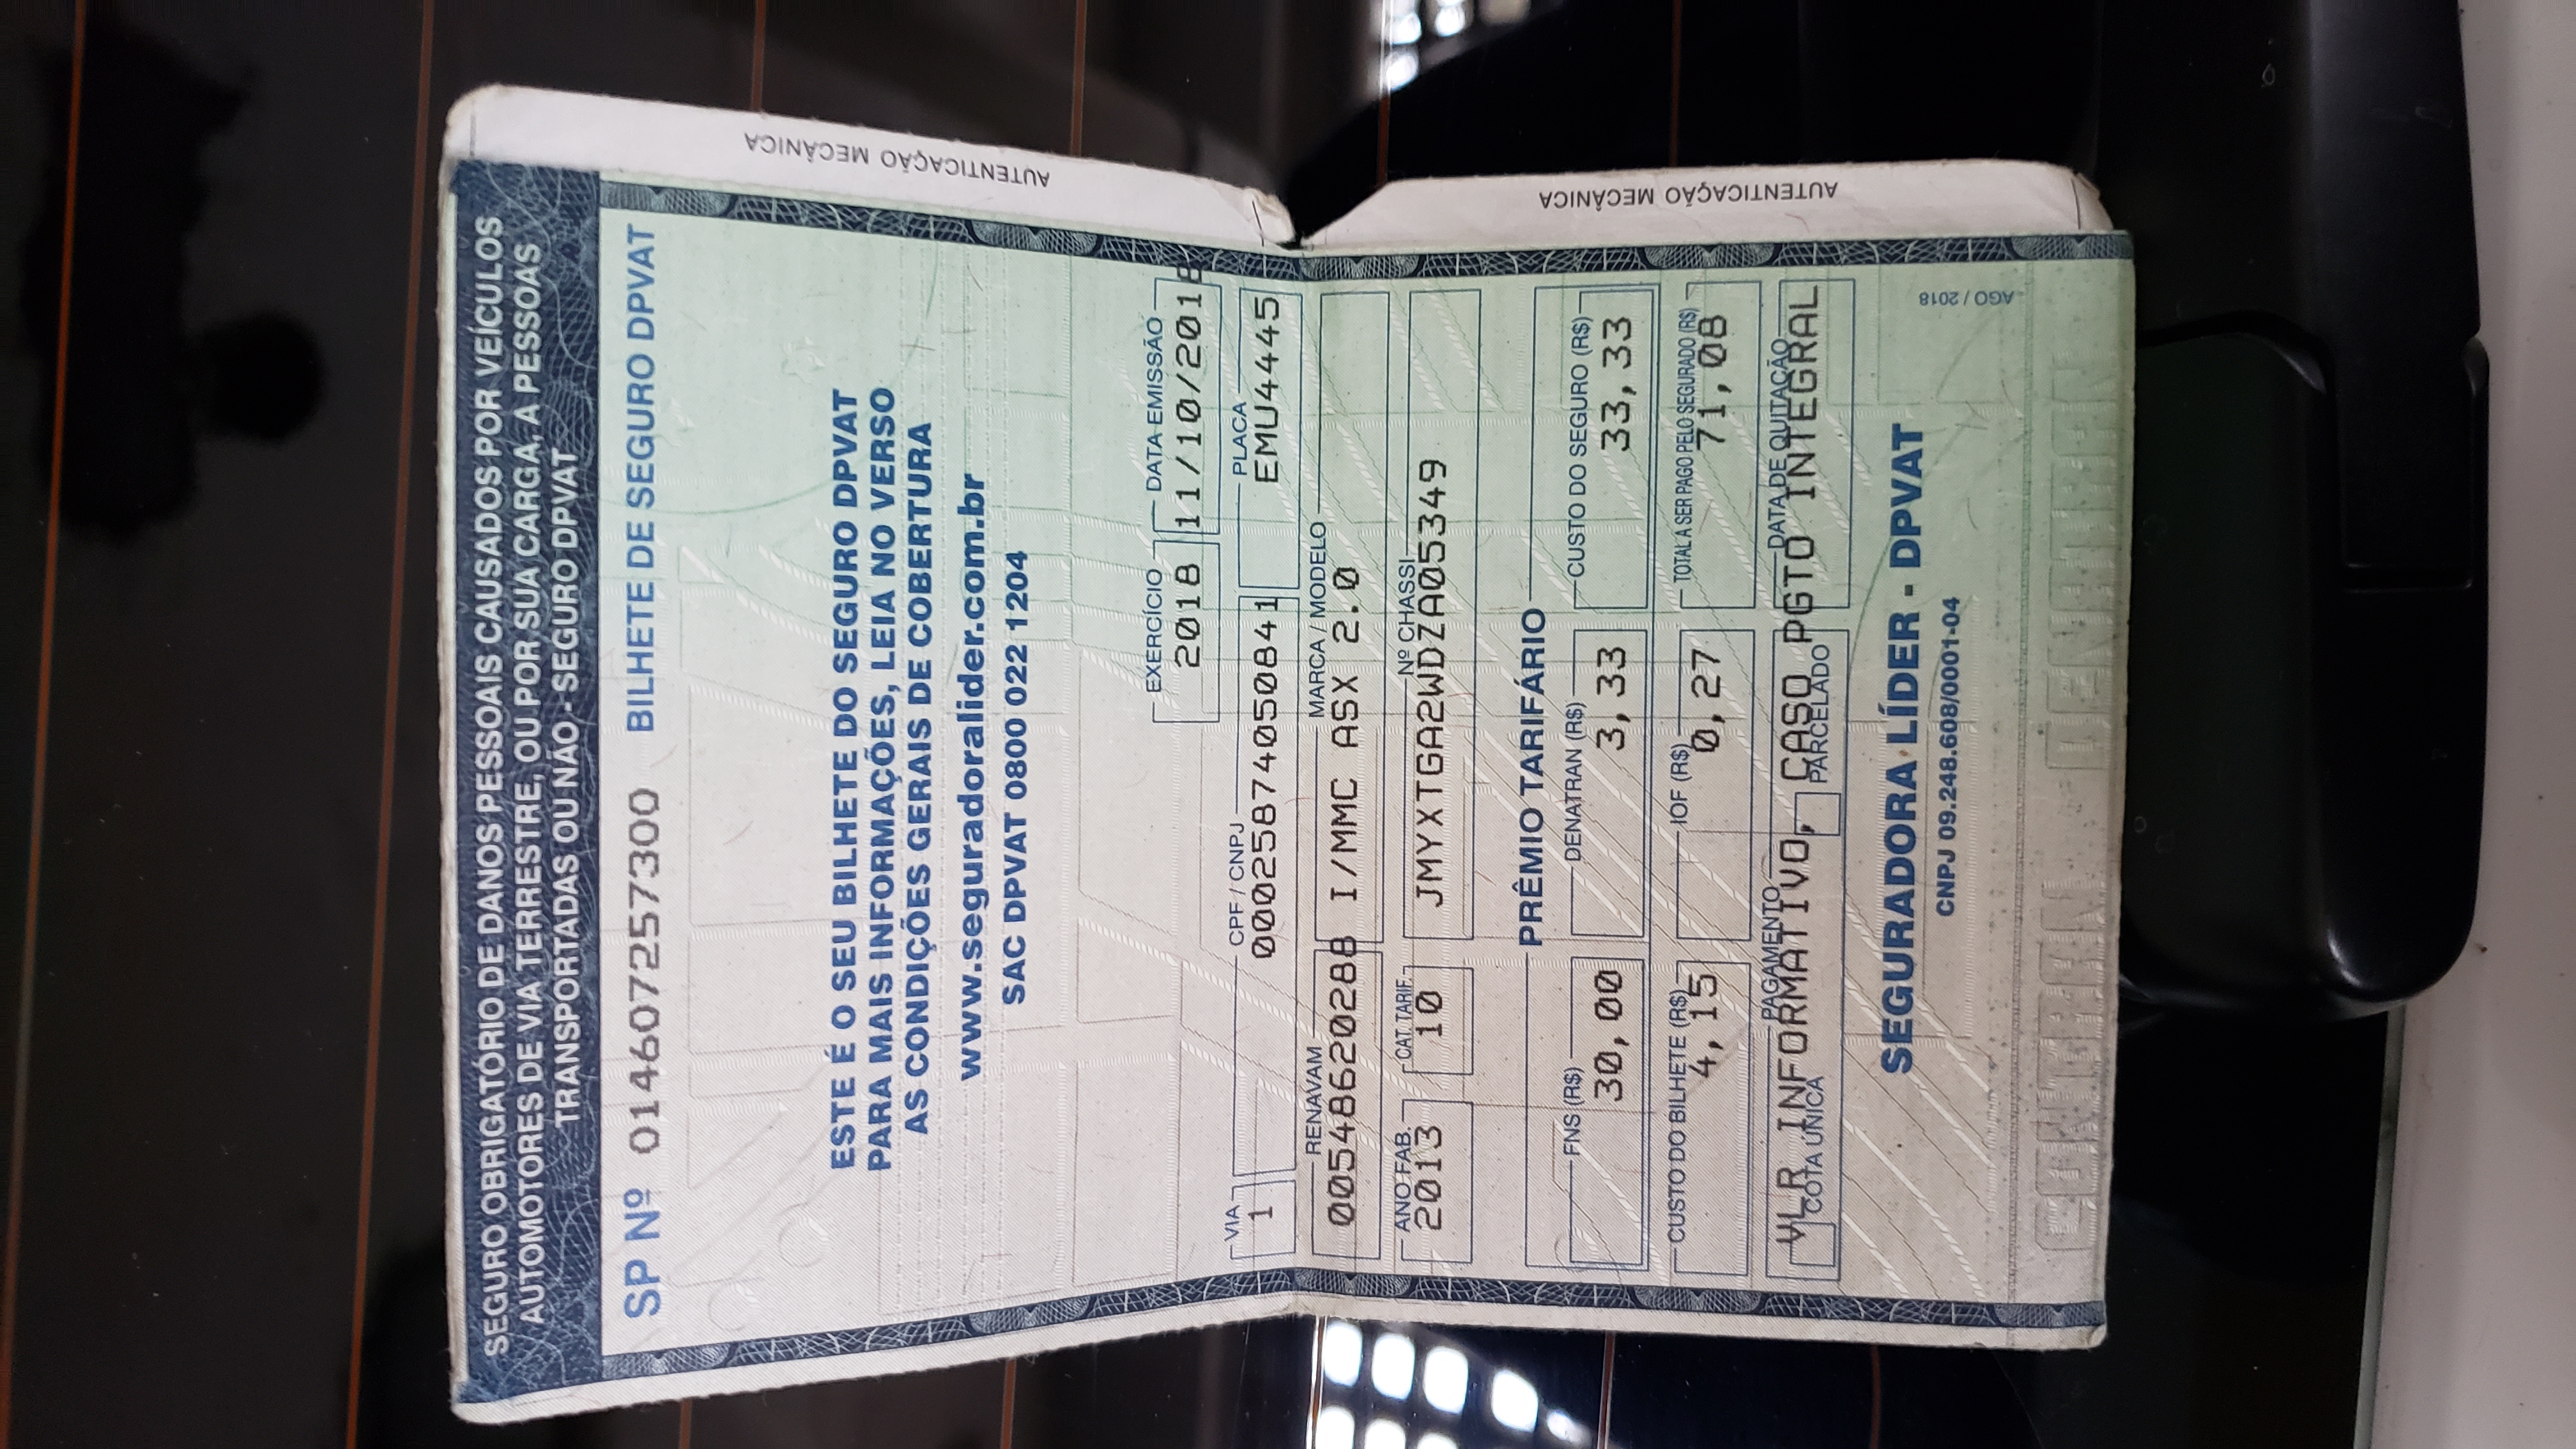 SEGURO OBRIGATÓRIO DE DANOS PESSOAIS CAUSADOS POR VEÍCULOS
AUTOMOTORES DE VIA TERRESTRE, OU POR SUA CARGA, A PESSOAS
TRANSPORTADAS OU NÃO - SEGURO DPVAT
SP Nº 014607257300 BILHETE DE SEGURO DPVAT
ESTE É O SEU BILHETE DO SEGURO DPVAT
PARA MAIS INFORMAÇÕES, LEIA NO VERSO
AS CONDIÇÕES GERAIS DE COBERTURA
www.seguradoralider.com.br
SAC DPVAT 0800 022 1204
EXERCÍCIO DATA EMISSÃO
2018 11/10/2018
VIA CPF / CNPJ PLACA
1 00025874050841 EMU4445
RENAVAM MARCA / MODELO
00548620288 I/MMC ASX 2.0
ANO FAB. CAT. TARIF. Nº CHASSI
2013 10 JMYXTGA2WDZA05349
PRÊMIO TARIFÁRIO
FNS (R$) DENATRAN (R$) CUSTO DO SEGURO (R$)
30,00 3,33 33,33
CUSTO DO BILHETE (R$) IOF (R$) TOTAL A SER PAGO PELO SEGURADO (R$)
4,15 0,27 71,08
PAGAMENTO DATA DE QUITAÇÃO
VLR INFORMATIVO, CASO PGTO INTEGRAL
COTA ÚNICA PARCELADO
SEGURADORA LÍDER - DPVAT
CNPJ 09.248.608/0001-04
AGO / 2018
CONTRAN DENATRAN
AUTENTICAÇÃO MECÂNICA
AUTENTICAÇÃO MECÂNICA